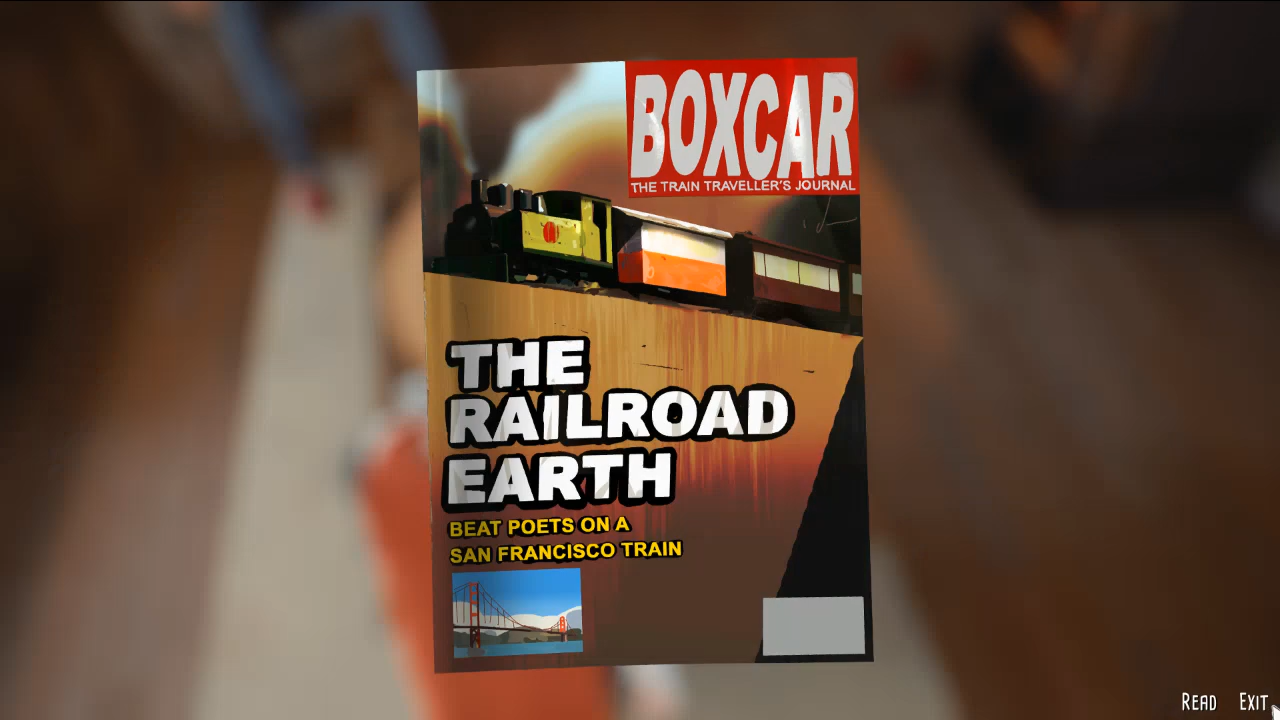 BOXCAR
THE TRAIN TRAVELLER'S JOURNAL
THE
RAILROAD
EARTH
BEAT POETS ON A
SAN FRANCISCO TRAIN
READ EXIT